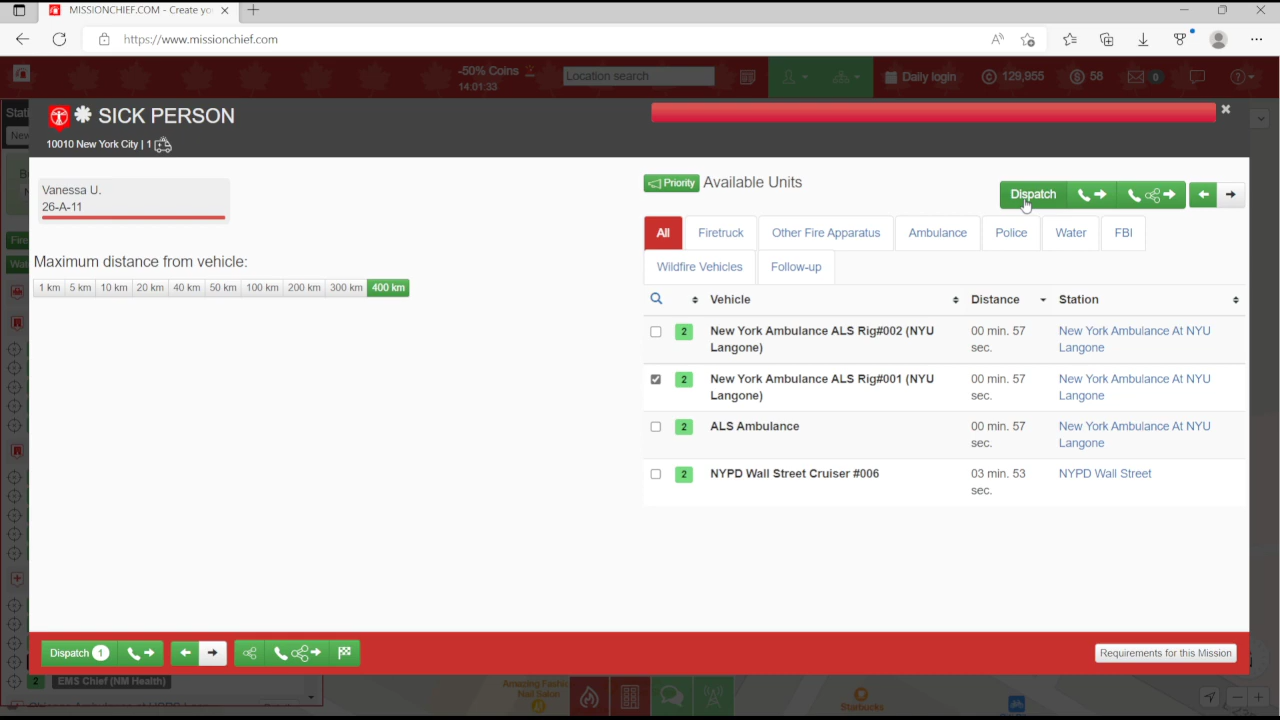 MISSIONCHIEF.COM - Create yo
https://www.missionchief.com
-50% Coins
14:01:33
Location search
Daily login
129,955
58
0
SICK PERSON
10010 New York City | 1
Vanessa U.
26-A-11
Maximum distance from vehicle:
1 km 5 km 10 km 20 km 40 km 50 km 100 km 200 km 300 km 400 km
Priority Available Units
Dispatch
All Firetruck Other Fire Apparatus Ambulance Police Water FBI
Wildfire Vehicles Follow-up
Vehicle Distance Station
2 New York Ambulance ALS Rig#002 (NYU 00 min. 57 New York Ambulance At NYU
Langone) sec. Langone
2 New York Ambulance ALS Rig#001 (NYU 00 min. 57 New York Ambulance At NYU
Langone) sec. Langone
2 ALS Ambulance 00 min. 57 New York Ambulance At NYU
sec. Langone
2 NYPD Wall Street Cruiser #006 03 min. 53 NYPD Wall Street
sec.
Dispatch 1
Requirements for this Mission
2 EMS Chief (NM Health)
Amazing Fashion
Nail Salon
Starbucks